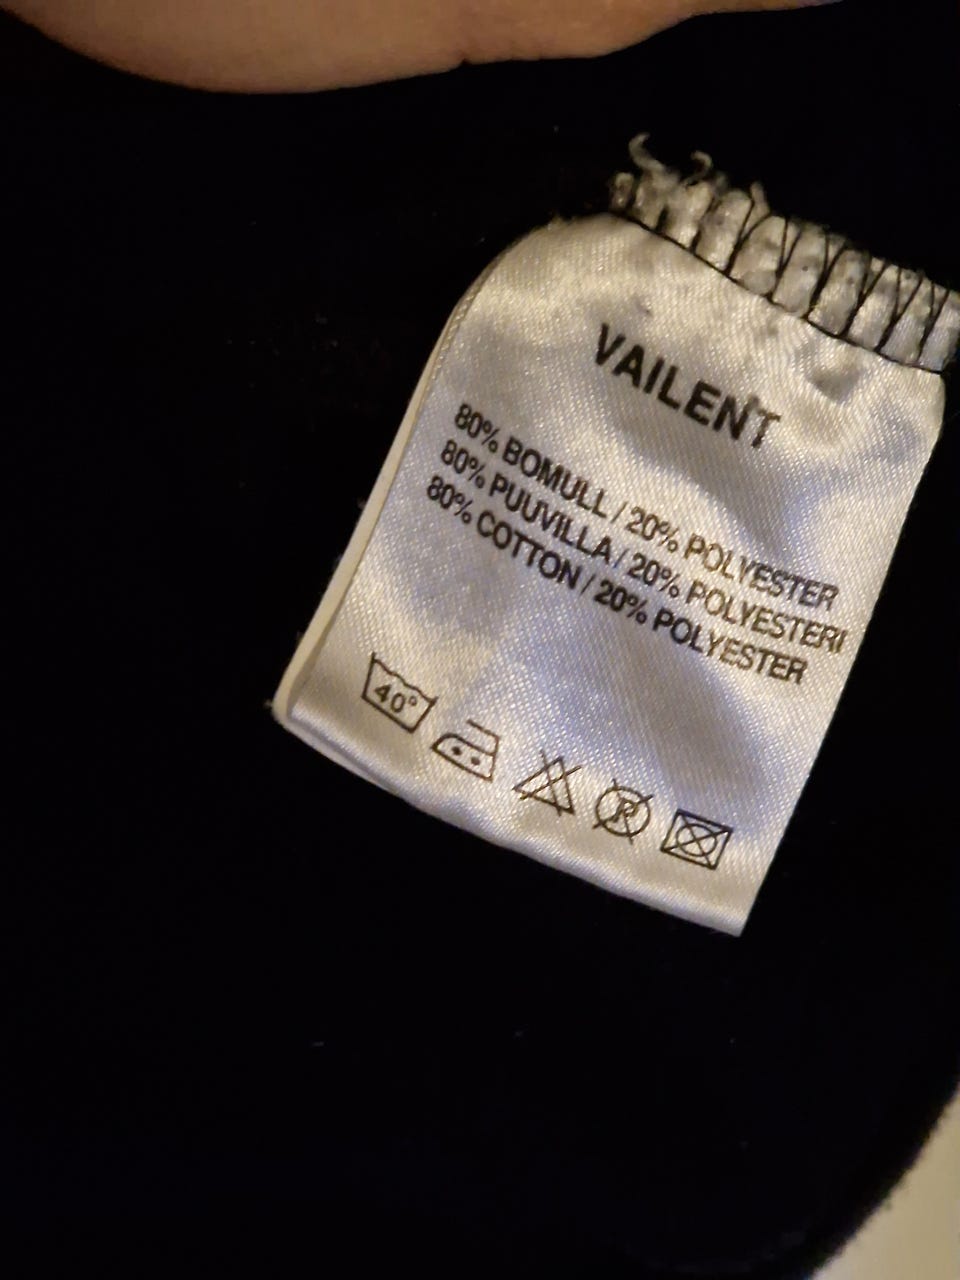 VAILENT
80% BOMULL / 20% POLYESTER
80% PUUVILLA / 20% POLYESTERI
80% COTTON / 20% POLYESTER
40°
P